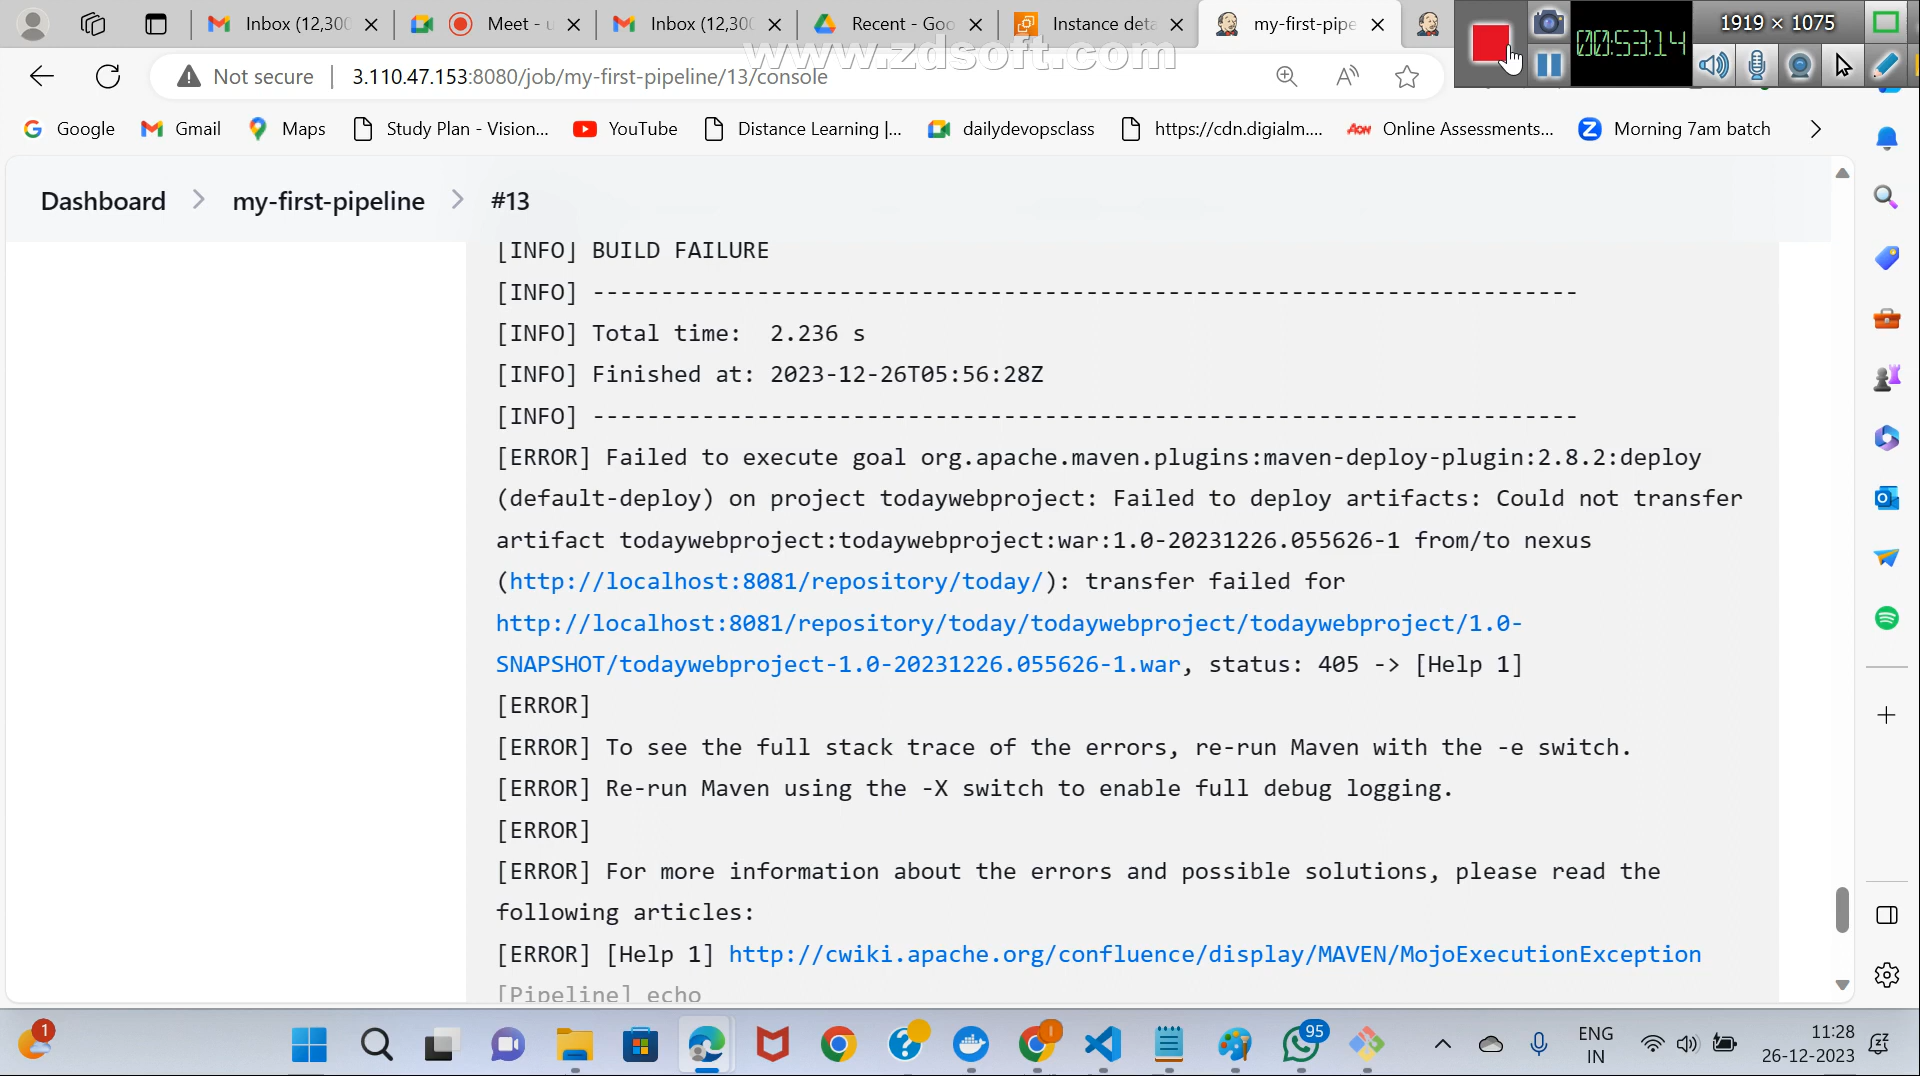 Inbox (12,300
Meet - u
Inbox (12,300
Recent - Goo
Instance deta
my-first-pipe
00:53:14
1919 × 1075
www.zdsoft.com
Not secure
3.110.47.153:8080/job/my-first-pipeline/13/console
Google
Gmail
Maps
Study Plan - Vision...
YouTube
Distance Learning |...
dailydevopsclass
https://cdn.digialm....
Aon
Online Assessments...
Morning 7am batch
Dashboard > my-first-pipeline > #13
[INFO] BUILD FAILURE
[INFO] ------------------------------------------------------------------------
[INFO] Total time:  2.236 s
[INFO] Finished at: 2023-12-26T05:56:28Z
[INFO] ------------------------------------------------------------------------
[ERROR] Failed to execute goal org.apache.maven.plugins:maven-deploy-plugin:2.8.2:deploy
(default-deploy) on project todaywebproject: Failed to deploy artifacts: Could not transfer
artifact todaywebproject:todaywebproject:war:1.0-20231226.055626-1 from/to nexus
(http://localhost:8081/repository/today/): transfer failed for
http://localhost:8081/repository/today/todaywebproject/todaywebproject/1.0-
SNAPSHOT/todaywebproject-1.0-20231226.055626-1.war, status: 405 -> [Help 1]
[ERROR]
[ERROR] To see the full stack trace of the errors, re-run Maven with the -e switch.
[ERROR] Re-run Maven using the -X switch to enable full debug logging.
[ERROR]
[ERROR] For more information about the errors and possible solutions, please read the
following articles:
[ERROR] [Help 1] http://cwiki.apache.org/confluence/display/MAVEN/MojoExecutionException
[Pipeline] echo
1
95
ENG
IN
11:28
26-12-2023